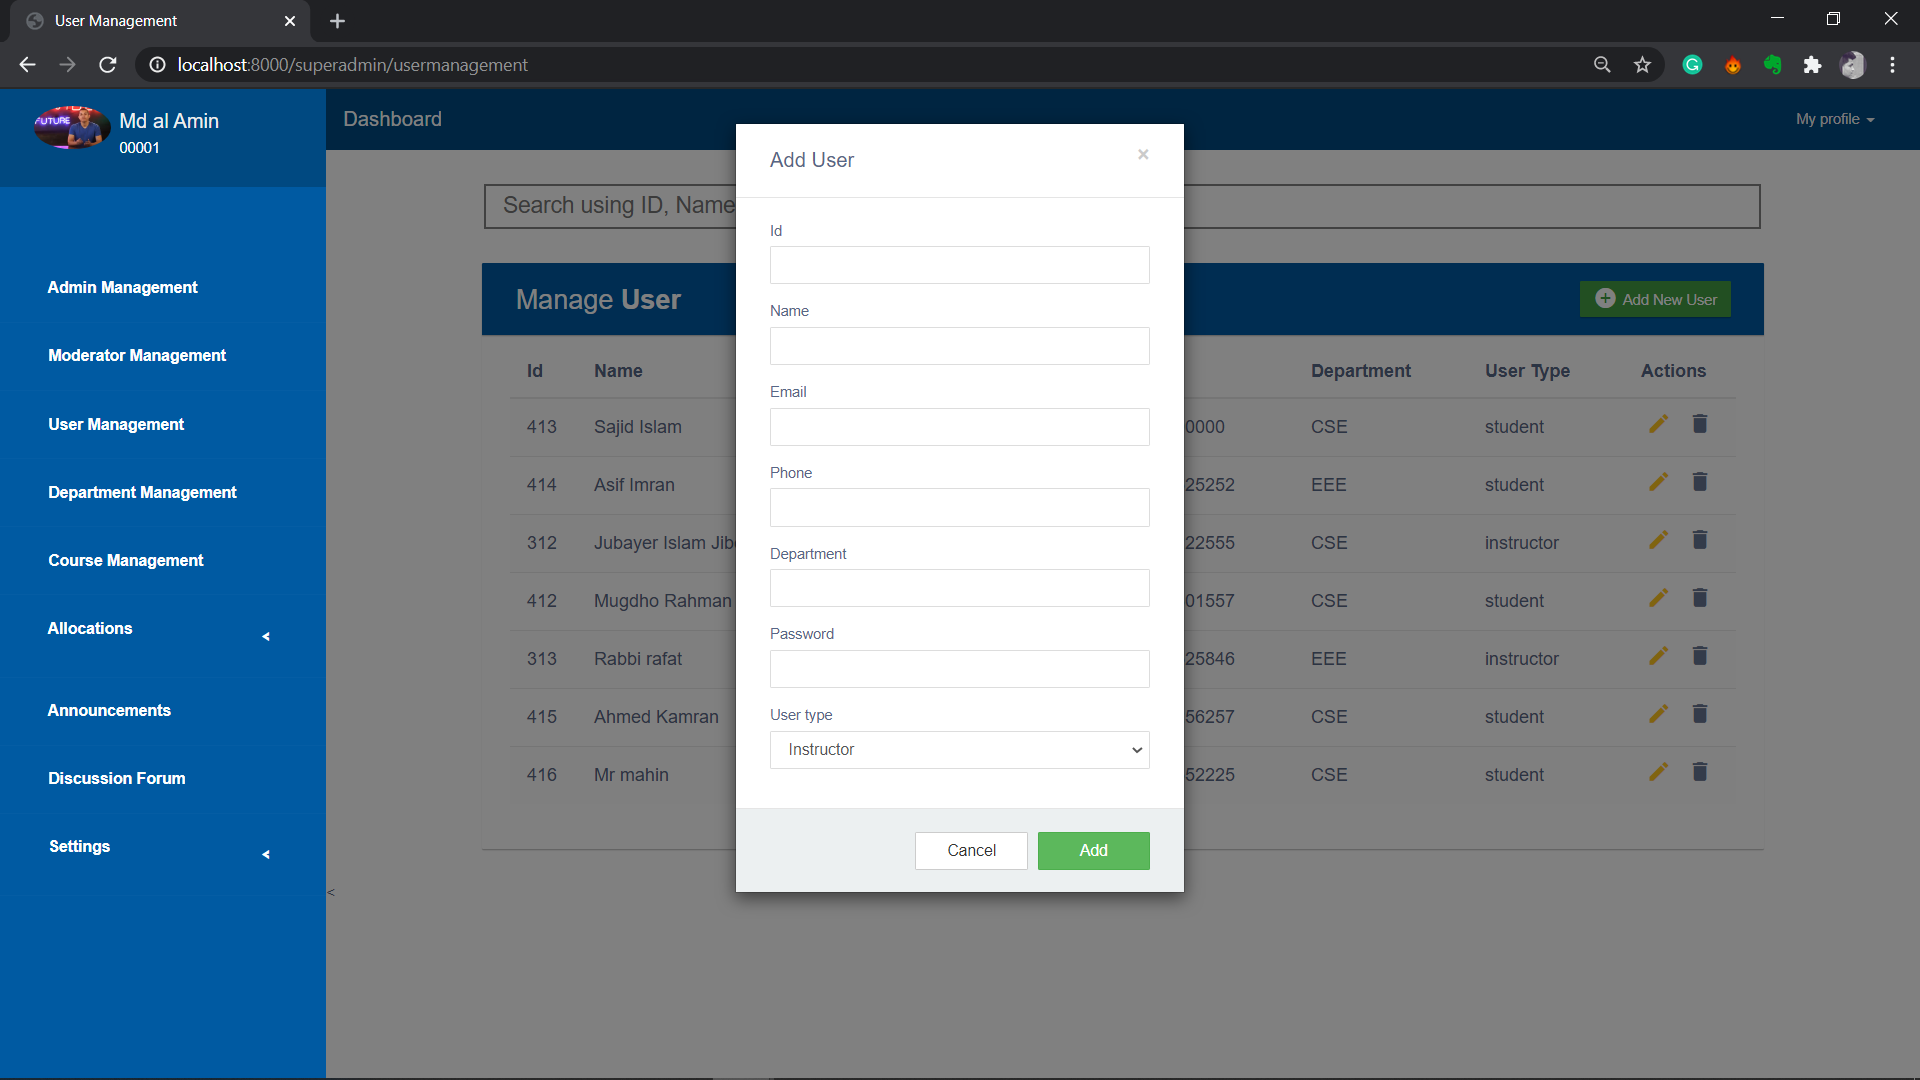 User Management
localhost:8000/superadmin/usermanagement
FUTURE
Md al Amin
00001
Dashboard
My profile
Admin Management
Moderator Management
User Management
Department Management
Course Management
Allocations <
Announcements
Discussion Forum
Settings <
<
Search using ID, Name
Manage User
Add New User
Id Name Department User Type Actions
413 Sajid Islam 0000 CSE student
414 Asif Imran 25252 EEE student
312 Jubayer Islam Jib 22555 CSE instructor
412 Mugdho Rahman 01557 CSE student
313 Rabbi rafat 25846 EEE instructor
415 Ahmed Kamran 56257 CSE student
416 Mr mahin 52225 CSE student
Add User ×
Id
Name
Email
Phone
Department
Password
User type
Instructor
Cancel Add